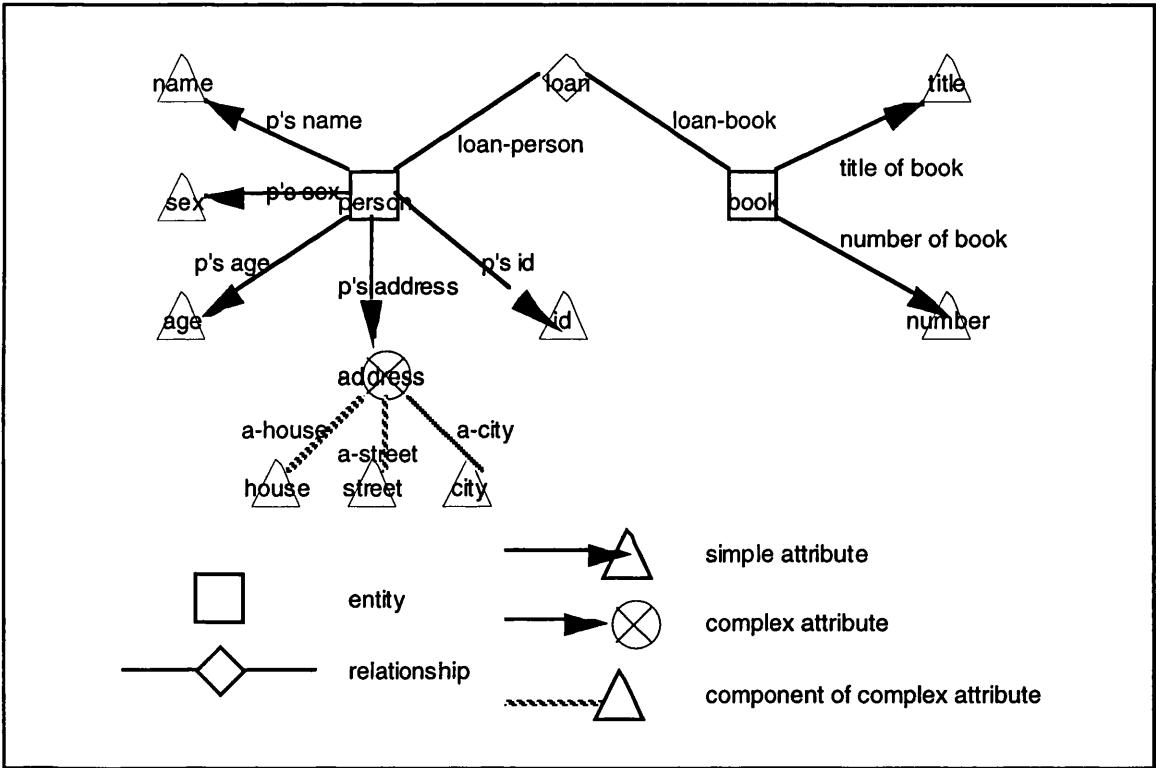 name
loan
title
p's name
loan-book
loan-person
title of book
sex
p's sex
person
book
number of book
p's age
p's id
p's address
age
id
number
address
a-house
a-city
a-street
house
street
city
simple attribute
entity
complex attribute
relationship
component of complex attribute